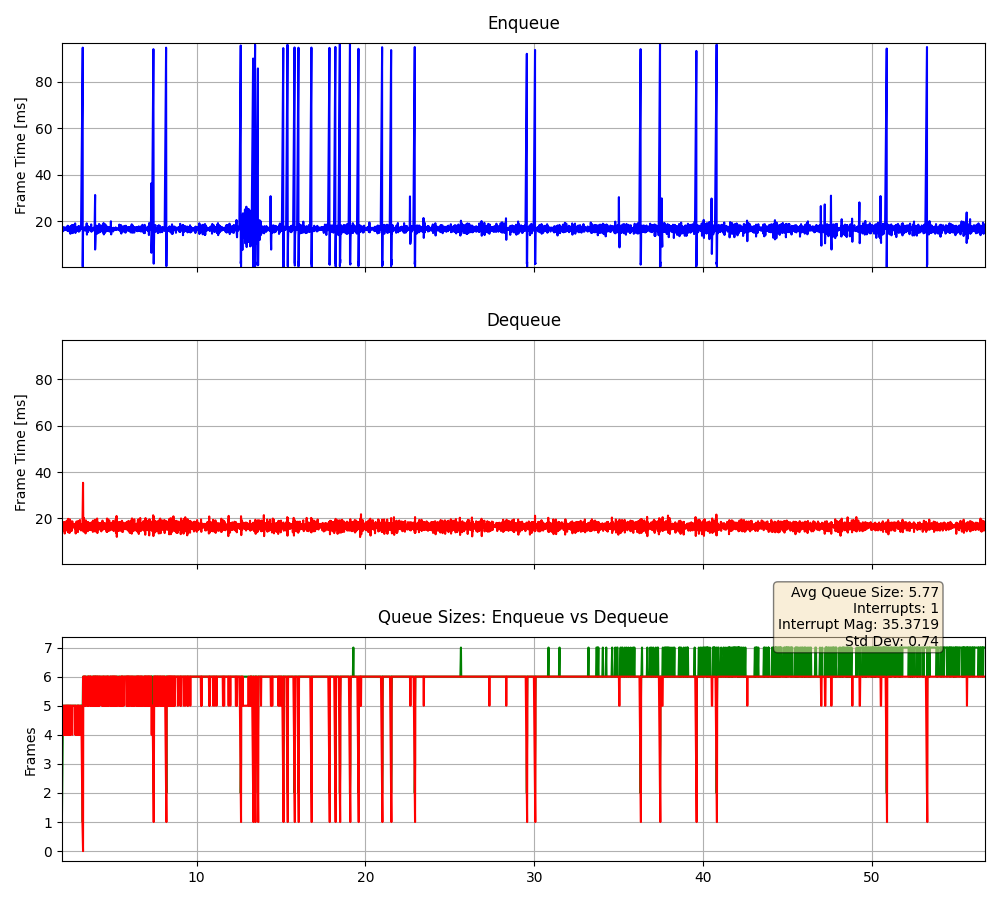 Enqueue
Frame Time [ms]
80
60
40
20
Dequeue
Frame Time [ms]
80
60
40
20
Avg Queue Size: 5.77
Interrupts: 1
Interrupt Mag: 35.3719
Std Dev: 0.74
Queue Sizes: Enqueue vs Dequeue
Frames
7
6
5
4
3
2
1
0
10 20 30 40 50